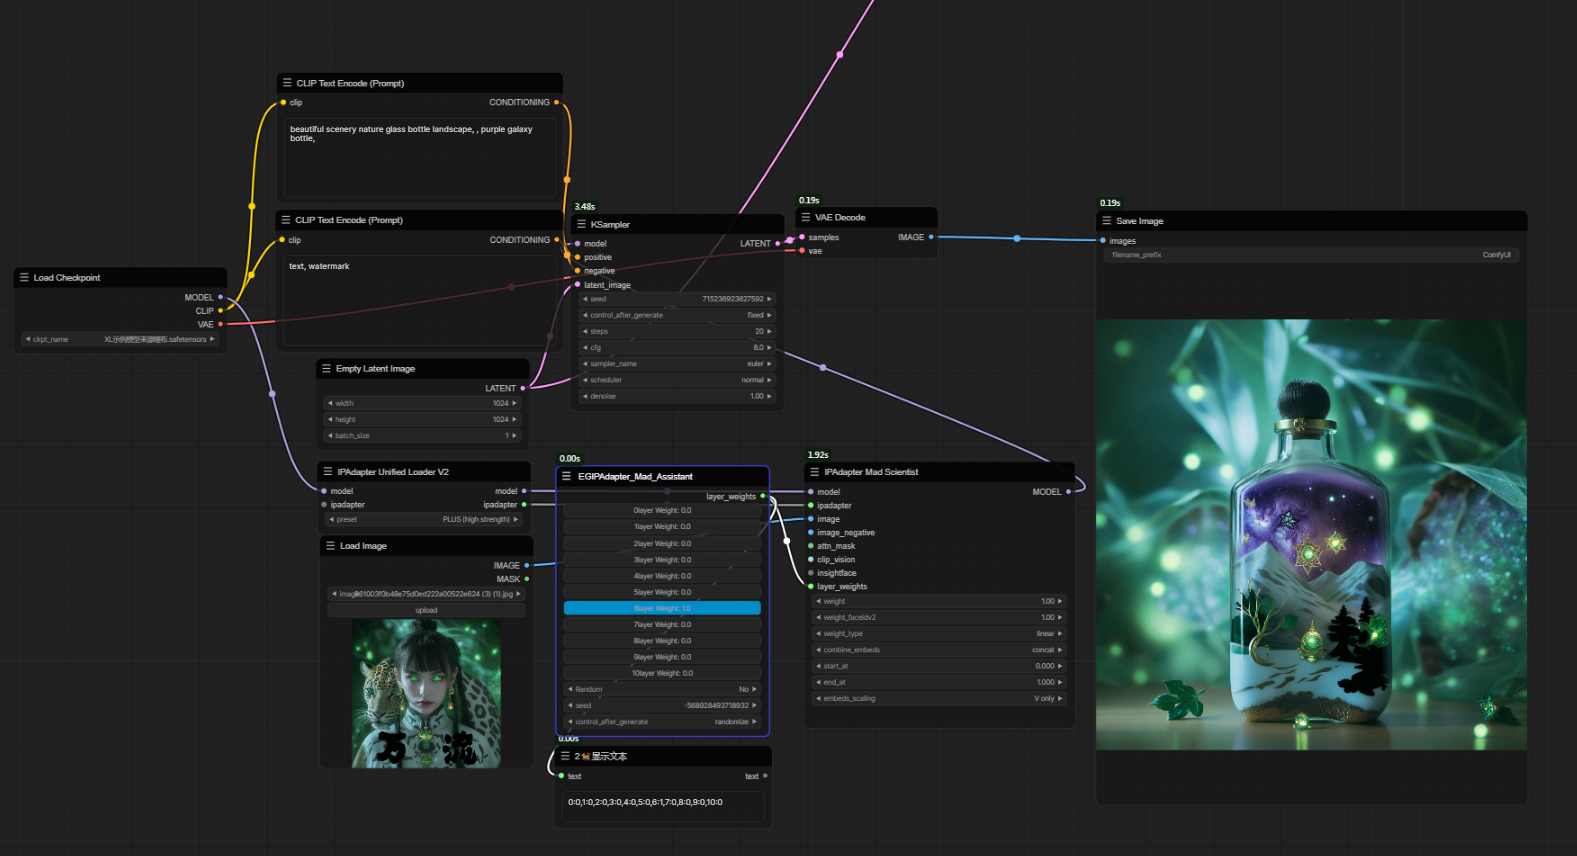 CLIP Text Encode (Prompt)
clip CONDITIONING
beautiful scenery nature glass bottle landscape, , purple galaxy
bottle,
CLIP Text Encode (Prompt)
clip CONDITIONING
text, watermark
Load Checkpoint
MODEL
CLIP
VAE
ckpt_name .safetensors
3.48s
KSampler
model LATENT
positive
negative
latent_image
seed 715236923627592
control_after_generate fixed
steps 20
cfg 8.0
sampler_name euler
scheduler normal
denoise 1.00
0.19s
VAE Decode
samples IMAGE
vae
0.19s
Save Image
images
filename_prefix ComfyUI
Empty Latent Image
LATENT
width 1024
height 1024
batch_size 1
IPAdapter Unified Loader V2
model model
ipadapter ipadapter
preset PLUS (high strength)
Load Image
IMAGE
MASK
upload
万 渡
0.00s
EGIPAdapter_Mad_Assistant
layer_weights
0layer Weight: 0.0
1layer Weight: 0.0
2layer Weight: 0.0
3layer Weight: 0.0
4layer Weight: 0.0
5layer Weight: 0.0
6layer Weight: 1.0
7layer Weight: 0.0
8layer Weight: 0.0
9layer Weight: 0.0
10layer Weight: 0.0
Random No
seed -568928493718932
control_after_generate randomize
0.00s
2🐕显示文本
text text
0:0,1:0,2:0,3:0,4:0,5:0,6:1,7:0,8:0,9:0,10:0
1.92s
IPAdapter Mad Scientist
model MODEL
ipadapter
image
image_negative
attn_mask
clip_vision
insightface
layer_weights
weight 1.00
weight_faceidv2 1.00
weight_type linear
combine_embeds concat
start_at 0.000
end_at 1.000
embeds_scaling V only